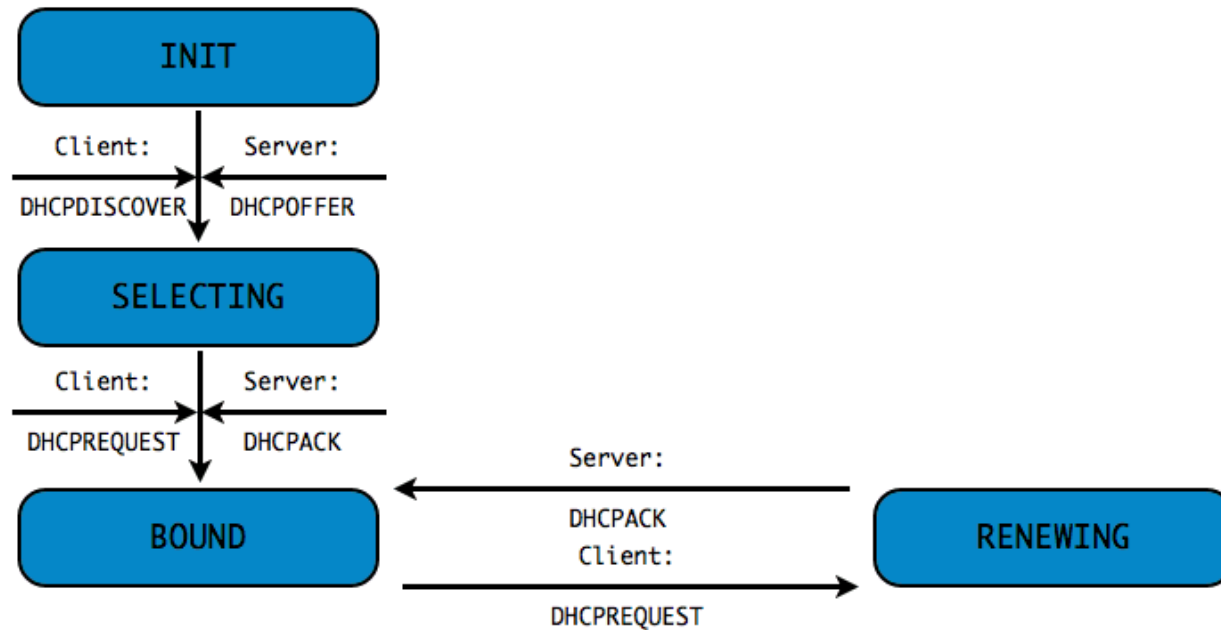 INIT
Client: Server:
DHCPDISCOVER DHCPOFFER
SELECTING
Client: Server:
DHCPREQUEST DHCPACK
Server:
BOUND DHCPACK RENEWING
Client:
DHCPREQUEST